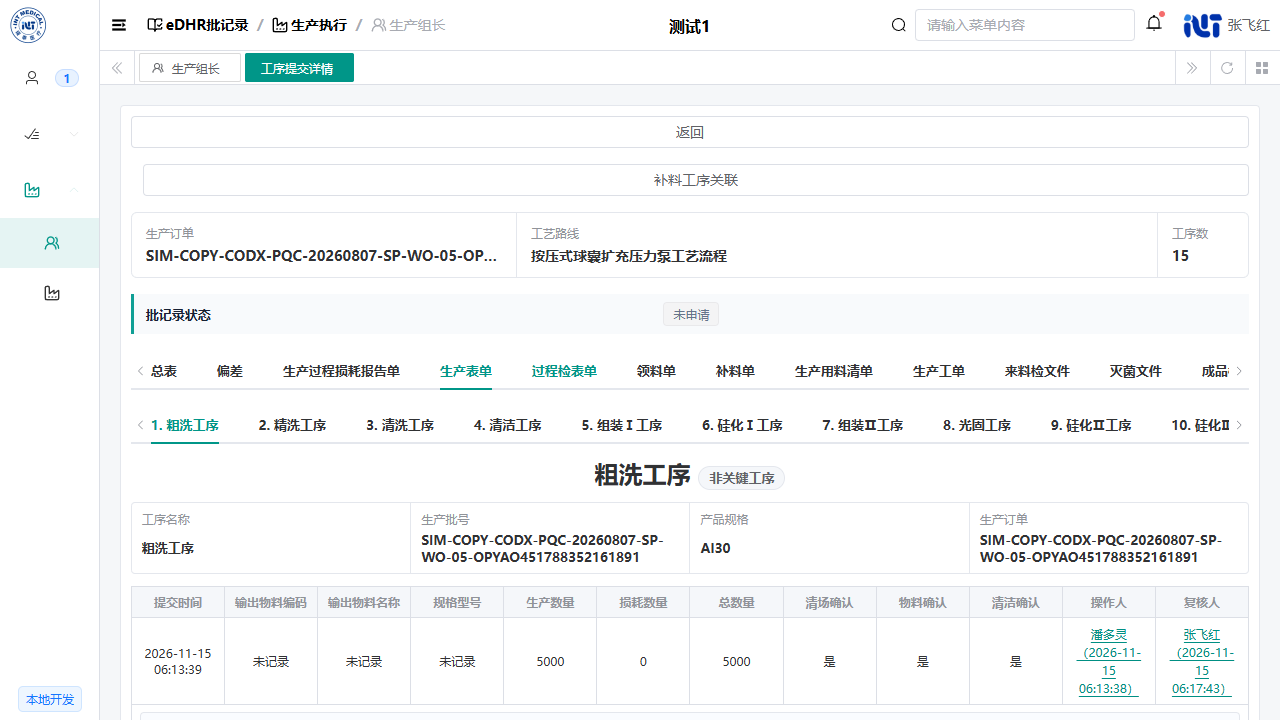 eDHR批记录 / 生产执行 / 生产组长
测试1
请输入菜单内容
张飞红
1
生产组长
工序提交详情
返回
补料工序关联
生产订单
SIM-COPY-CODX-PQC-20260807-SP-WO-05-OP...
工艺路线
按压式球囊扩充压力泵工艺流程
工序数
15
批记录状态
未申请
总表 偏差 生产过程损耗报告单 生产表单 过程检表单 领料单 补料单 生产用料清单 生产工单 来料检文件 灭菌文件 成品
1. 粗洗工序 2. 精洗工序 3. 清洗工序 4. 清洁工序 5. 组装Ⅰ工序 6. 硅化Ⅰ工序 7. 组装Ⅱ工序 8. 光固工序 9. 硅化Ⅱ工序 10. 硅化Ⅱ
粗洗工序 非关键工序
工序名称
粗洗工序
生产批号
SIM-COPY-CODX-PQC-20260807-SP-
WO-05-OPYAO451788352161891
产品规格
AI30
生产订单
SIM-COPY-CODX-PQC-20260807-SP-
WO-05-OPYAO451788352161891
提交时间 输出物料编码 输出物料名称 规格型号 生产数量 损耗数量 总数量 清场确认 物料确认 清洁确认 操作人 复核人
2026-11-15
06:13:39
未记录 未记录 未记录 5000 0 5000 是 是 是
潘多灵
（2026-11-
15
06:13:38）
张飞红
（2026-11-
15
06:17:43）
本地开发